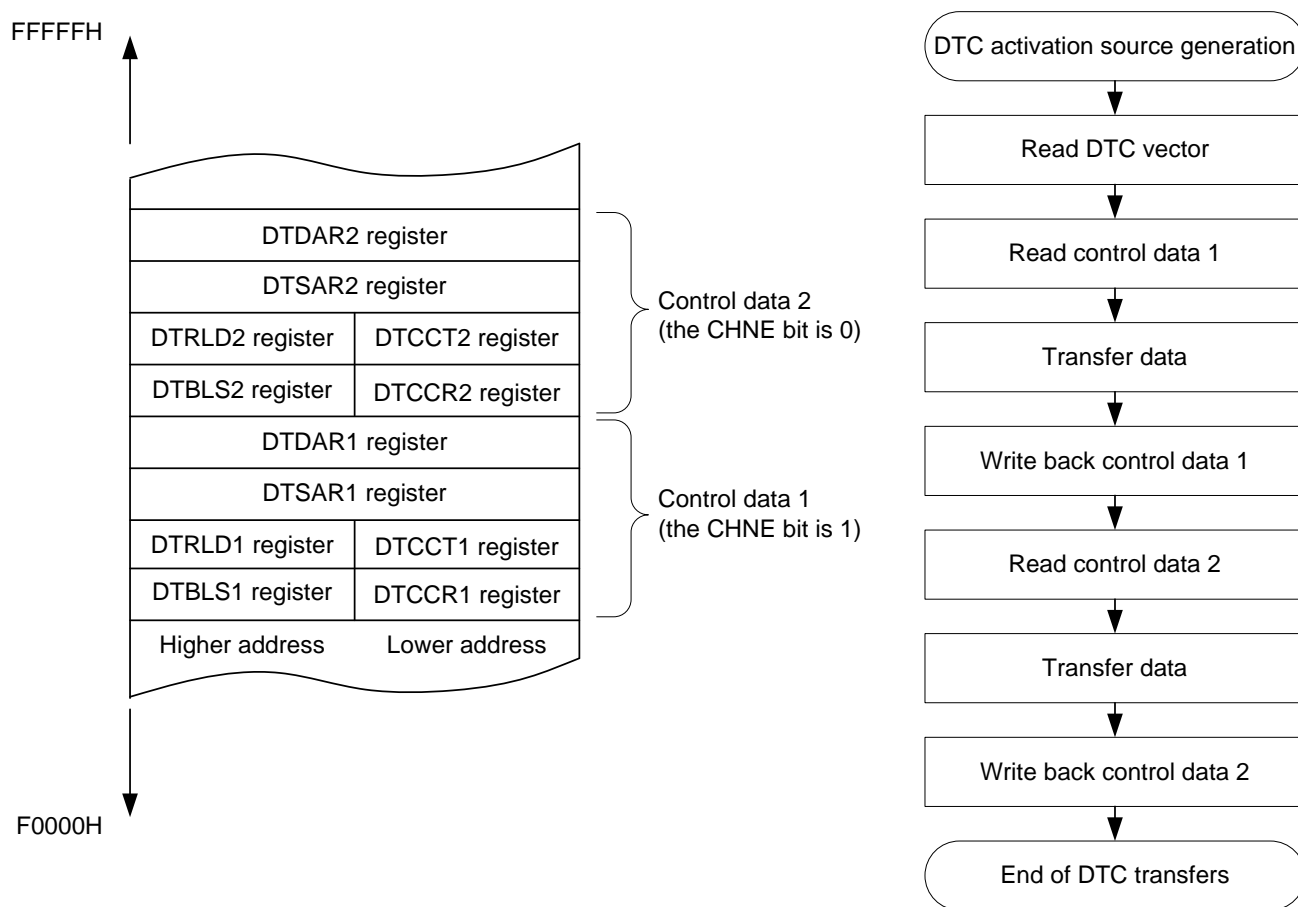 FFFFFH
DTDAR2 register
DTSAR2 register
DTRLD2 register DTCCT2 register
DTBLS2 register DTCCR2 register
DTDAR1 register
DTSAR1 register
DTRLD1 register DTCCT1 register
DTBLS1 register DTCCR1 register
Higher address Lower address
F0000H
Control data 2
(the CHNE bit is 0)
Control data 1
(the CHNE bit is 1)
DTC activation source generation
Read DTC vector
Read control data 1
Transfer data
Write back control data 1
Read control data 2
Transfer data
Write back control data 2
End of DTC transfers